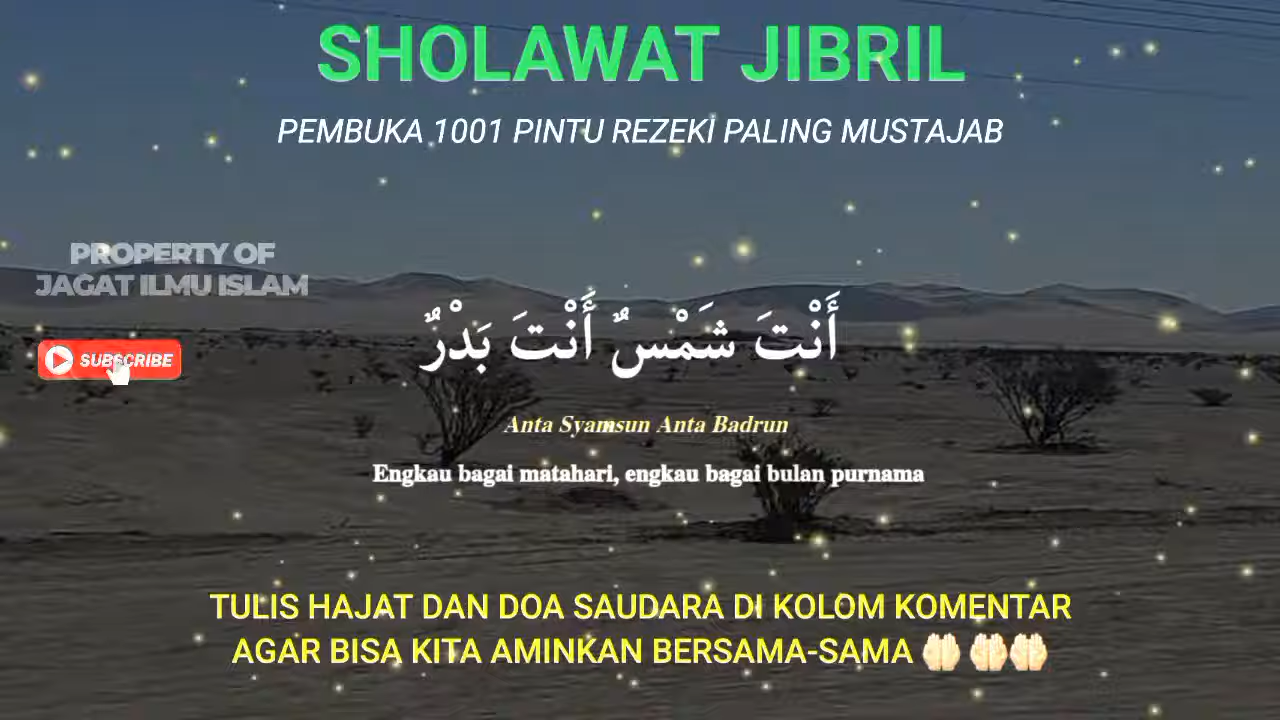 SHOLAWAT JIBRIL
PEMBUKA 1001 PINTU REZEKI PALING MUSTAJAB
PROPERTY OF
JAGAT ILMU ISLAM
SUBSCRIBE
أَنْتَ شَمْسٌ أَنْتَ بَدْرٌ
Anta Syamsun Anta Badrun
Engkau bagai matahari, engkau bagai bulan purnama
TULIS HAJAT DAN DOA SAUDARA DI KOLOM KOMENTAR
AGAR BISA KITA AMINKAN BERSAMA-SAMA 🤲🏻 🤲🏻🤲🏻